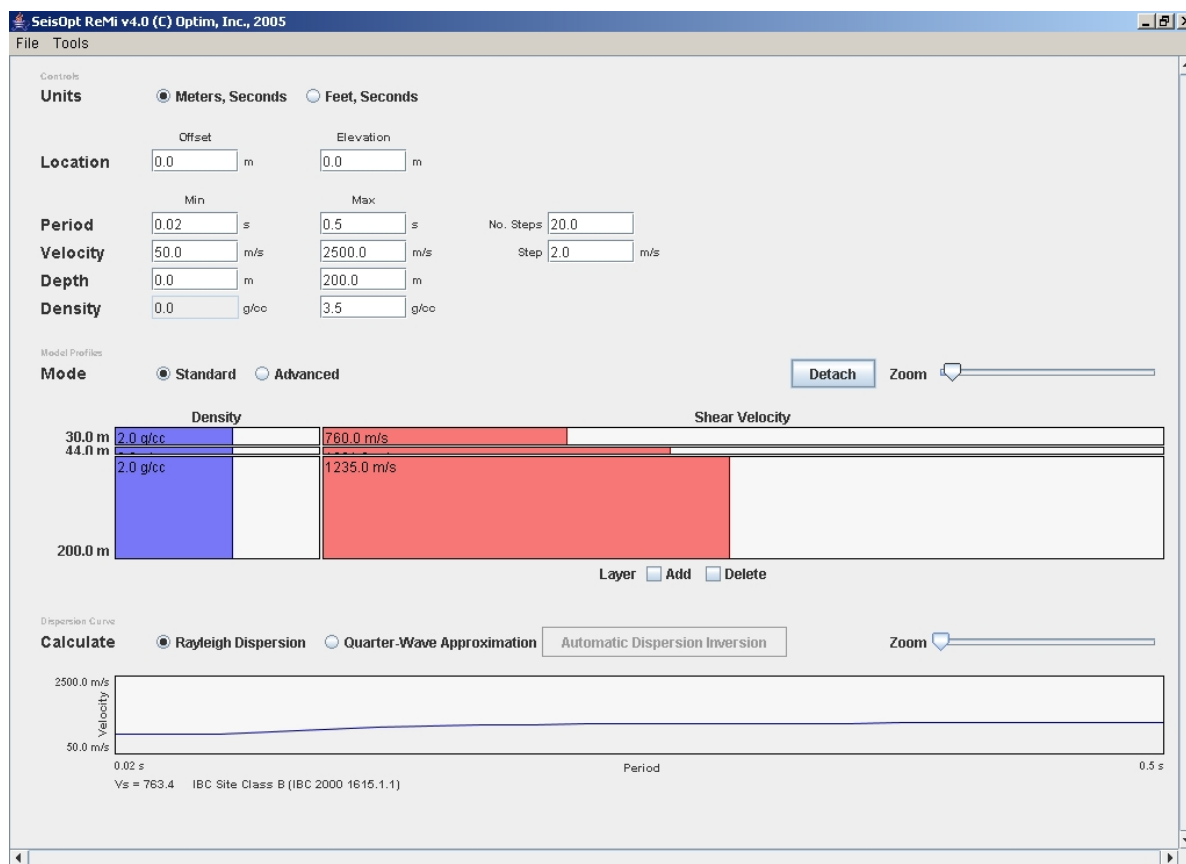 SeisOpt ReMi v4.0 (C) Optim, Inc., 2005
File Tools
Controls
Units Meters, Seconds Feet, Seconds
Offset Elevation
Location 0.0 m 0.0 m
Min Max
Period 0.02 s 0.5 s No. Steps 20.0
Velocity 50.0 m/s 2500.0 m/s Step 2.0 m/s
Depth 0.0 m 200.0 m
Density 0.0 g/cc 3.5 g/cc
Model Profiles
Mode Standard Advanced Detach Zoom
Density Shear Velocity
30.0 m 2.0 g/cc 760.0 m/s
44.0 m
2.0 g/cc 1235.0 m/s
200.0 m
Layer Add Delete
Dispersion Curve
Calculate Rayleigh Dispersion Quarter-Wave Approximation Automatic Dispersion Inversion Zoom
2500.0 m/s
Velocity
50.0 m/s
0.02 s Period 0.5 s
Vs = 763.4 IBC Site Class B (IBC 2000 1615.1.1)